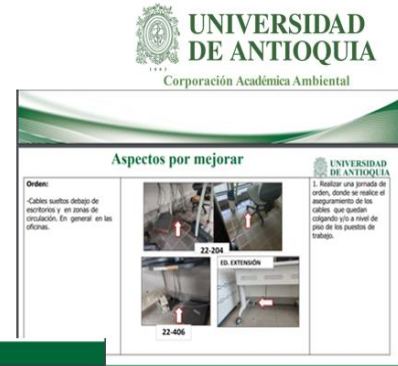 UNIVERSIDAD
DE ANTIOQUIA
1803
Corporación Académica Ambiental
Aspectos por mejorar
UNIVERSIDAD
DE ANTIOQUIA
Orden:
-Cables sueltos debajo de
escritorios y en zonas de
circulación. En general en las
oficinas.
22-204
ED. EXTENSIÓN
22-406
1. Realizar una jornada de
orden, donde se realice el
aseguramiento de los
cables que quedan
colgando y/o a nivel de
piso de los puestos de
trabajo.